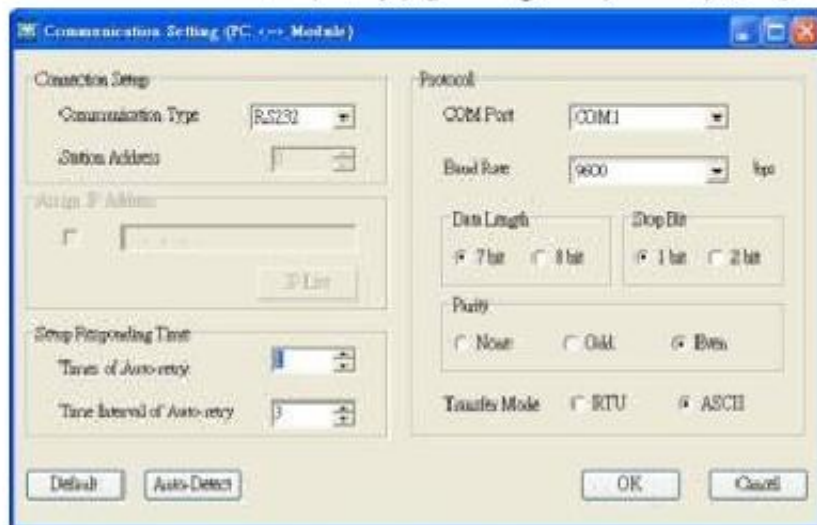 Communication Setting (PC <--> Module)
Connection Setup
Communication Type RS232
Station Address
Assign IP Address
IP List
Setup Responding Time
Times of Auto-retry
Time Interval of Auto-retry 3
Default Auto-Detect
Protocol
COM Port COM1
Baud Rate 9600 bps
Data Length
7 bit 8 bit
Stop Bit
1 bit 2 bit
Parity
None Odd Even
Transfer Mode RTU ASCII
OK Cancel